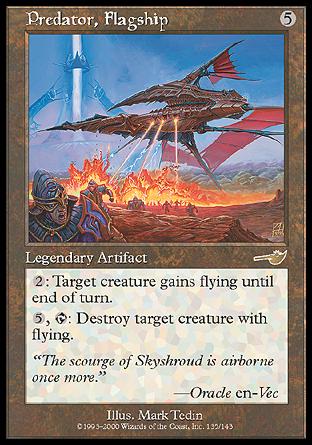 Predator, Flagship 5
Legendary Artifact
2: Target creature gains flying until
end of turn.
5, T: Destroy target creature with
flying.
“The scourge of Skyshroud is airborne
once more.”
—Oracle en-Vec
Illus. Mark Tedin
©1993–2000 Wizards of the Coast, Inc. 135/143